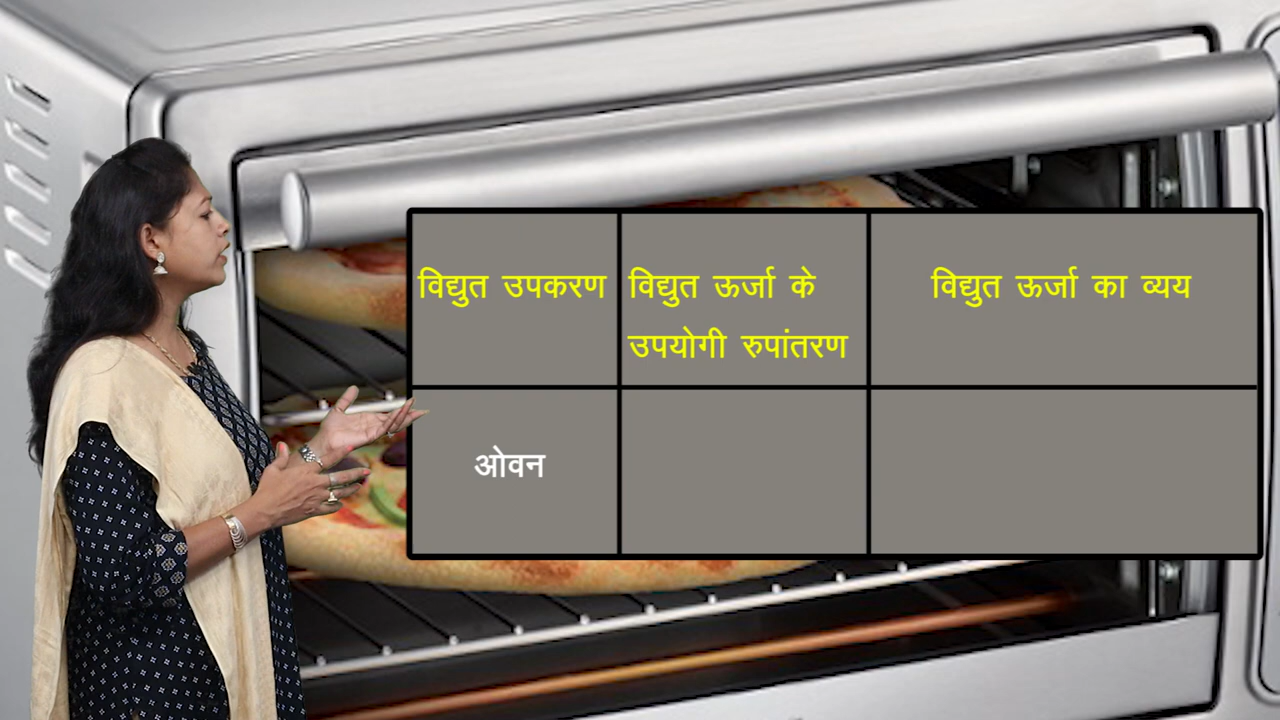 विद्युत उपकरण
विद्युत ऊर्जा के
उपयोगी रुपांतरण
विद्युत ऊर्जा का व्यय
ओवन